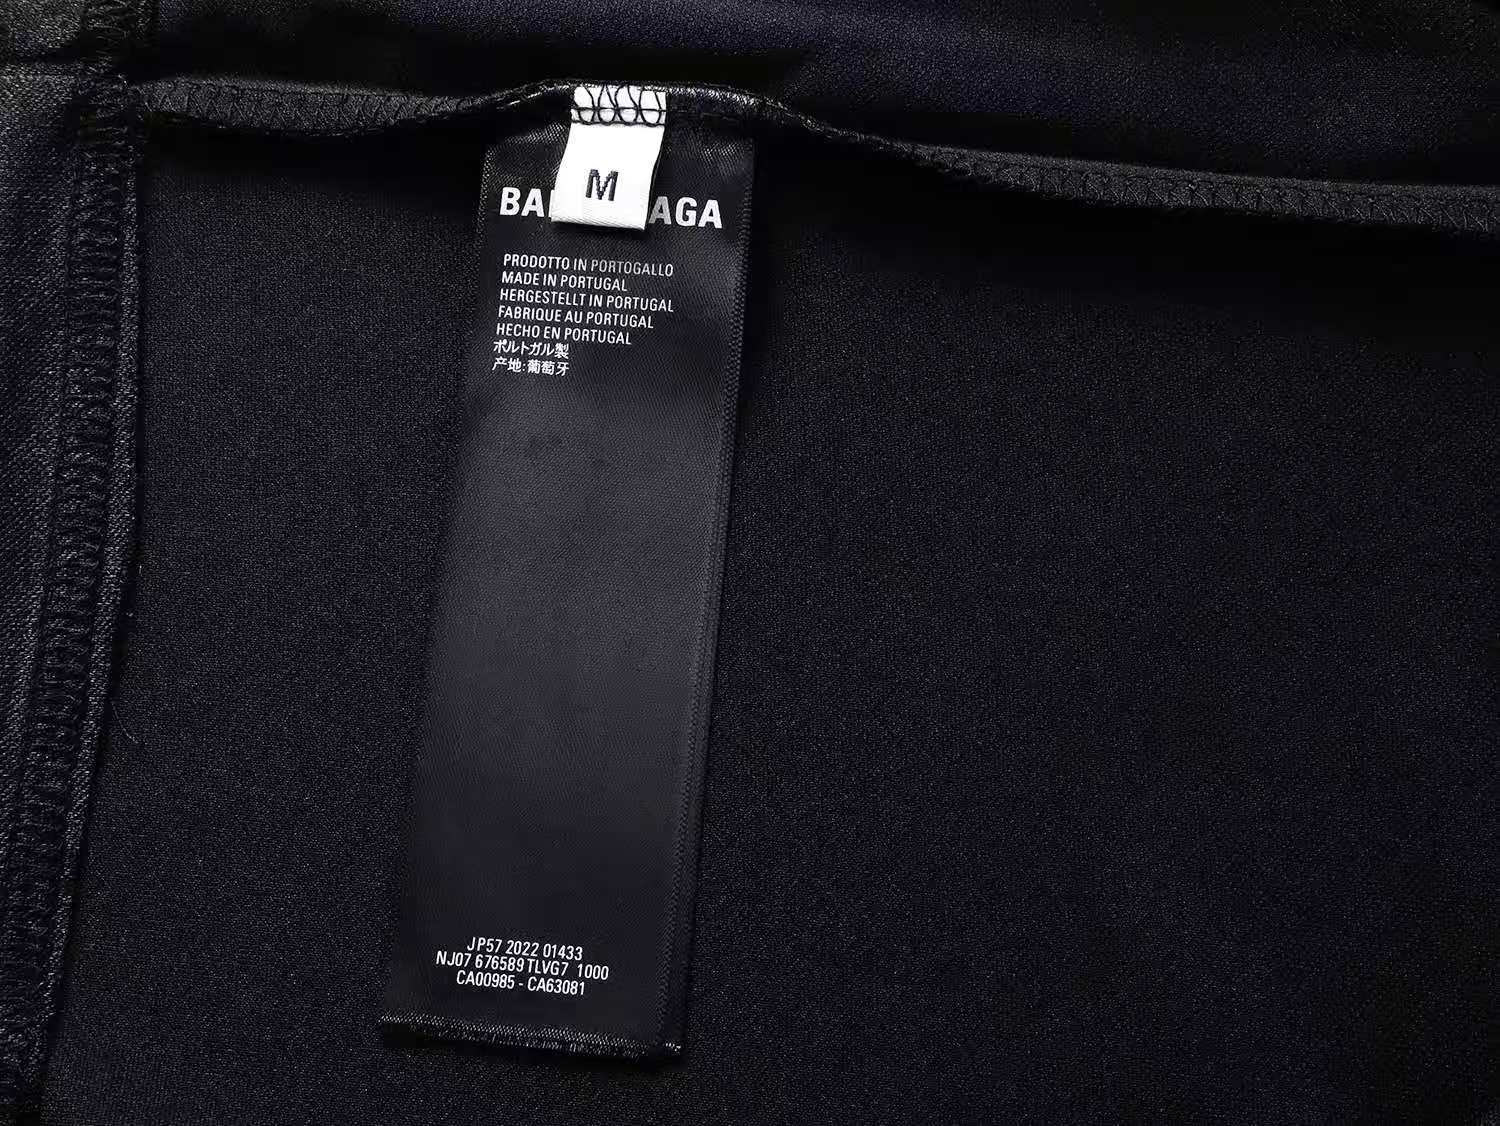 M
BA AGA
PRODOTTO IN PORTOGALLO
MADE IN PORTUGAL
HERGESTELLT IN PORTUGAL
FABRIQUE AU PORTUGAL
HECHO EN PORTUGAL
ポルトガル製
产地:葡萄牙
JP57 2022 01433
NJ07 676589 TLVG7 1000
CA00985 - CA63081